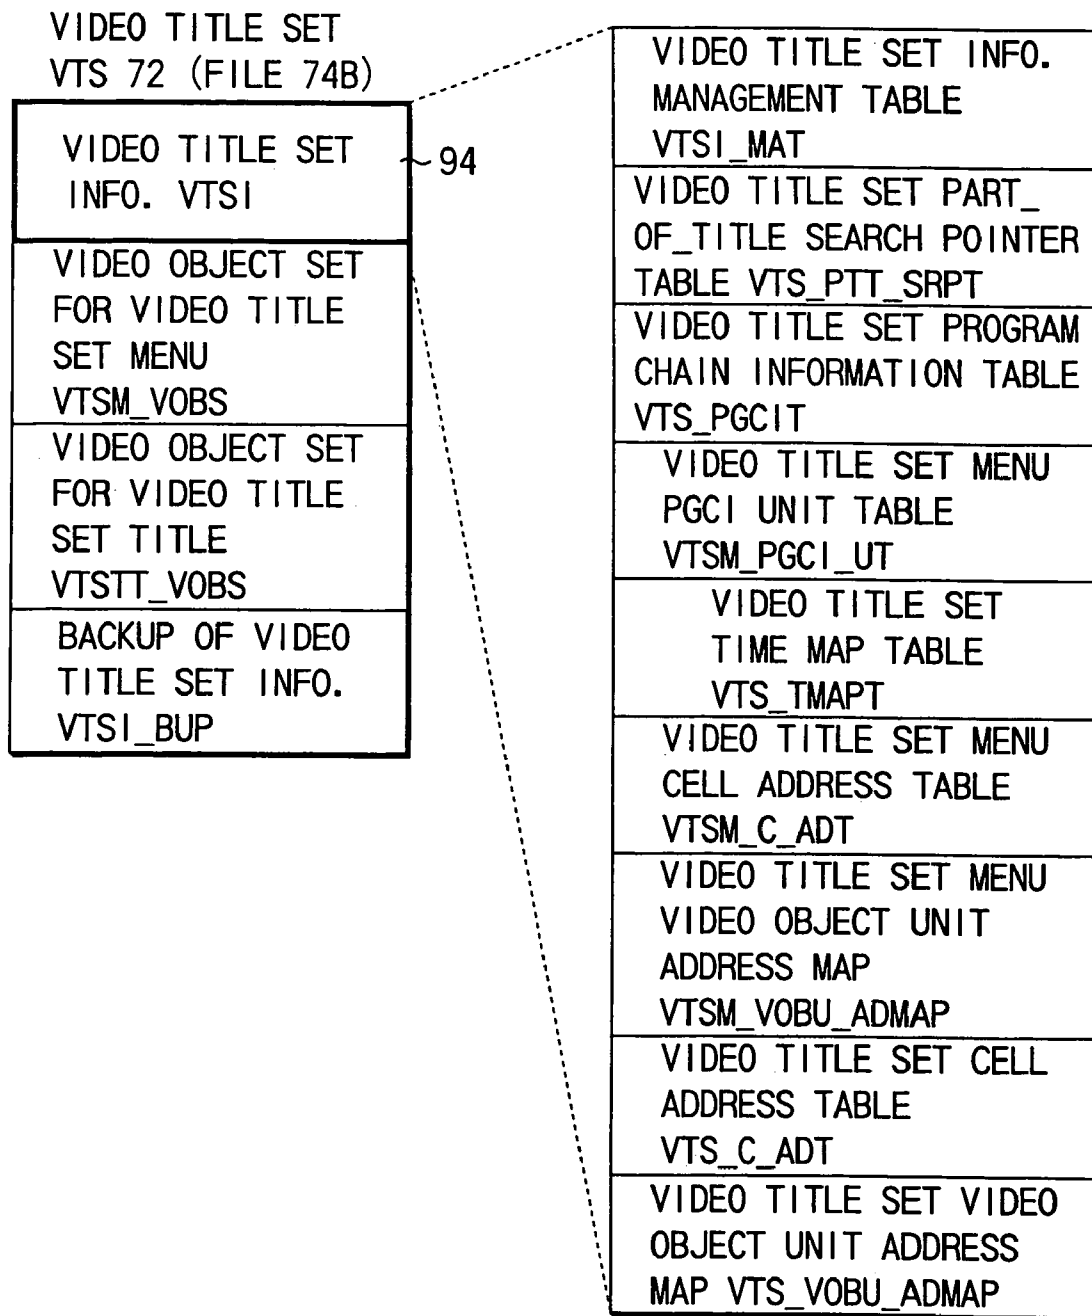 VIDEO TITLE SET
VTS 72 (FILE 74B)
VIDEO TITLE SET
INFO. VTSI
94
VIDEO OBJECT SET
FOR VIDEO TITLE
SET MENU
VTSM_VOBS
VIDEO OBJECT SET
FOR VIDEO TITLE
SET TITLE
VTSTT_VOBS
BACKUP OF VIDEO
TITLE SET INFO.
VTSI_BUP
VIDEO TITLE SET INFO.
MANAGEMENT TABLE
VTSI_MAT
VIDEO TITLE SET PART_
OF_TITLE SEARCH POINTER
TABLE VTS_PTT_SRPT
VIDEO TITLE SET PROGRAM
CHAIN INFORMATION TABLE
VTS_PGCIT
VIDEO TITLE SET MENU
PGCI UNIT TABLE
VTSM_PGCI_UT
VIDEO TITLE SET
TIME MAP TABLE
VTS_TMAPT
VIDEO TITLE SET MENU
CELL ADDRESS TABLE
VTSM_C_ADT
VIDEO TITLE SET MENU
VIDEO OBJECT UNIT
ADDRESS MAP
VTSM_VOBU_ADMAP
VIDEO TITLE SET CELL
ADDRESS TABLE
VTS_C_ADT
VIDEO TITLE SET VIDEO
OBJECT UNIT ADDRESS
MAP VTS_VOBU_ADMAP